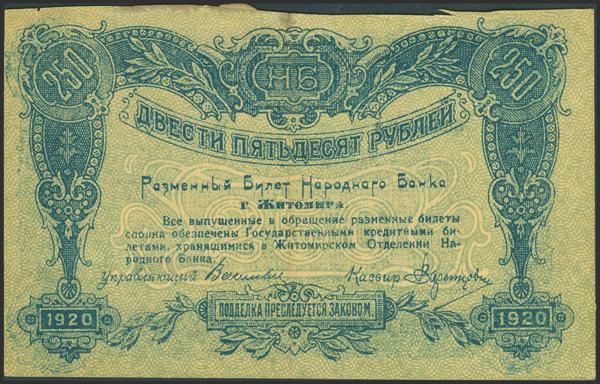 250 НБ 250
ДВЕСТИ ПЯТЬДЕСЯТ РУБЛЕЙ
Разменный Билет Народнаго Банка
г. Житомира.
Все выпущенные в обращение разменные билеты
сполна обезпечены Государственными кредитными би-
летами, хранящимися в Житомирском Отделении На-
роднаго Банка.
Управляющий Кассир
ПОДДЕЛКА ПРЕСЛЕДУЕТСЯ ЗАКОНОМ.
1920 1920